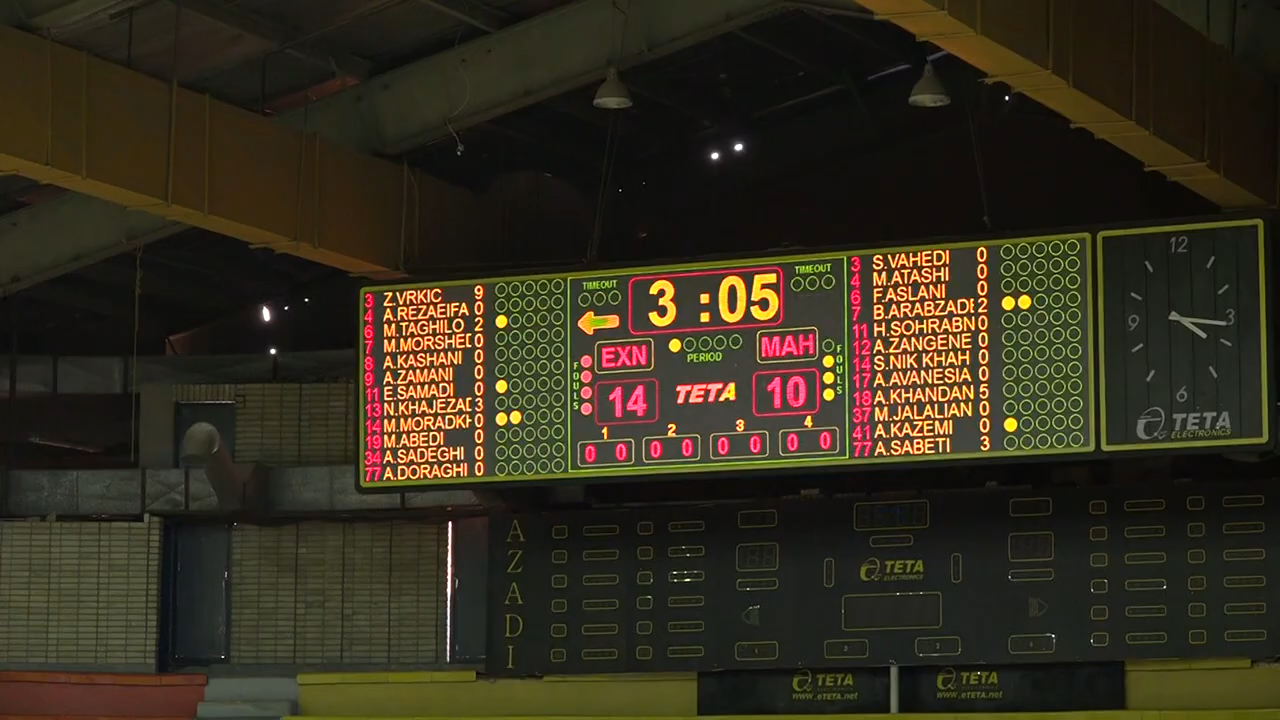 3 Z.VRKIC 9
4 A.REZAEIFA 0
6 M.TAGHILO 2
7 M.MORSHED 0
8 A.KASHANI 0
9 A.ZAMANI 0
11 E.SAMADI 0
13 N.KHAJEZAD 3
14 M.MORADKH 0
19 M.ABEDI 0
34 A.SADEGHI 0
77 A.DORAGHI 0
TIMEOUT
TIMEOUT
3 :05
PERIOD
EXN
MAH
FOULS
FOULS
14
TETA
10
1 2 3 4
0 0 0 0 0 0 0 0
3 S.VAHEDI 0
4 M.ATASHI 0
6 F.ASLANI 0
7 B.ARABZADE 2
11 H.SOHRABN 0
12 A.ZANGENE 0
14 S.NIK KHAH 0
17 A.AVANESIA 0
18 A.KHANDAN 5
37 M.JALALIAN 0
41 A.KAZEMI 0
77 A.SABETI 3
12
9
3
6
TETA
ELECTRONICS
AZADI
TETA
ELECTRONICS
TETA
www.eTETA.net
TETA
www.eTETA.net